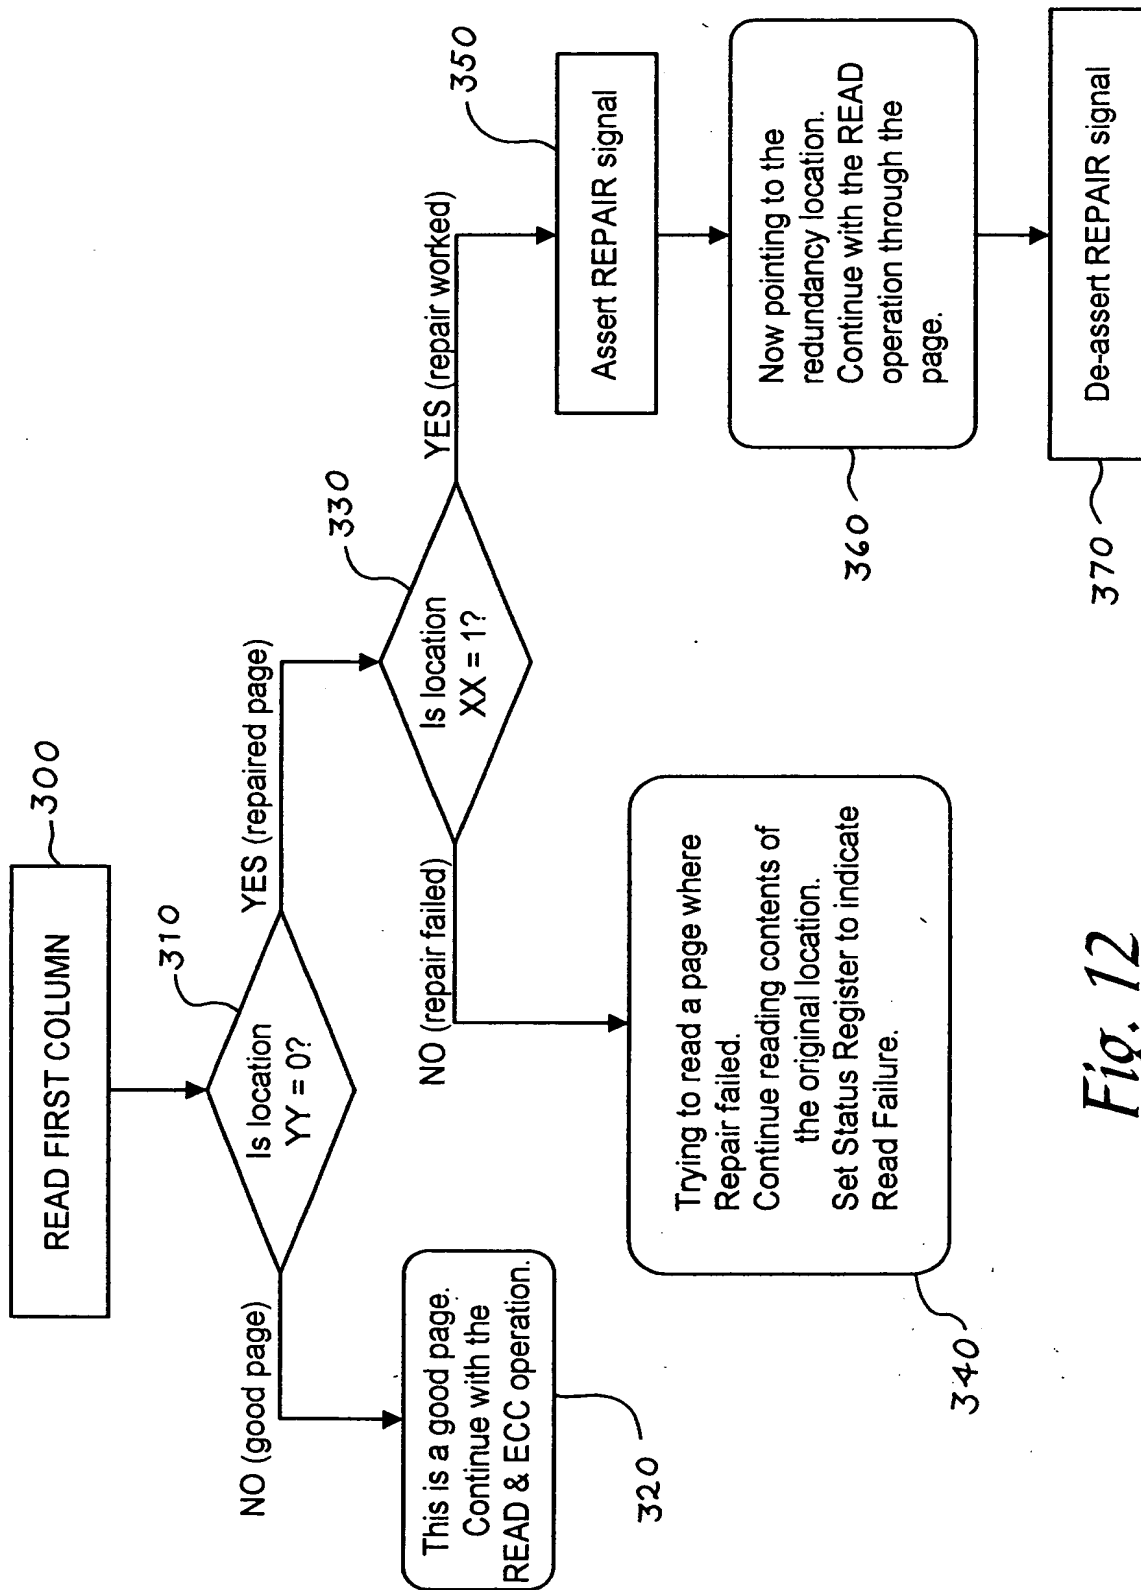 READ FIRST COLUMN
300
Is location
YY = 0?
310
NO (good page)
YES (repaired page)
This is a good page.
Continue with the
READ & ECC operation.
320
Is location
XX = 1?
330
NO (repair failed)
YES (repair worked)
Trying to read a page where
Repair failed.
Continue reading contents of
the original location.
Set Status Register to indicate
Read Failure.
340
Assert REPAIR signal
350
Now pointing to the
redundancy location.
Continue with the READ
operation through the
page.
360
De-assert REPAIR signal
370
Fig. 12